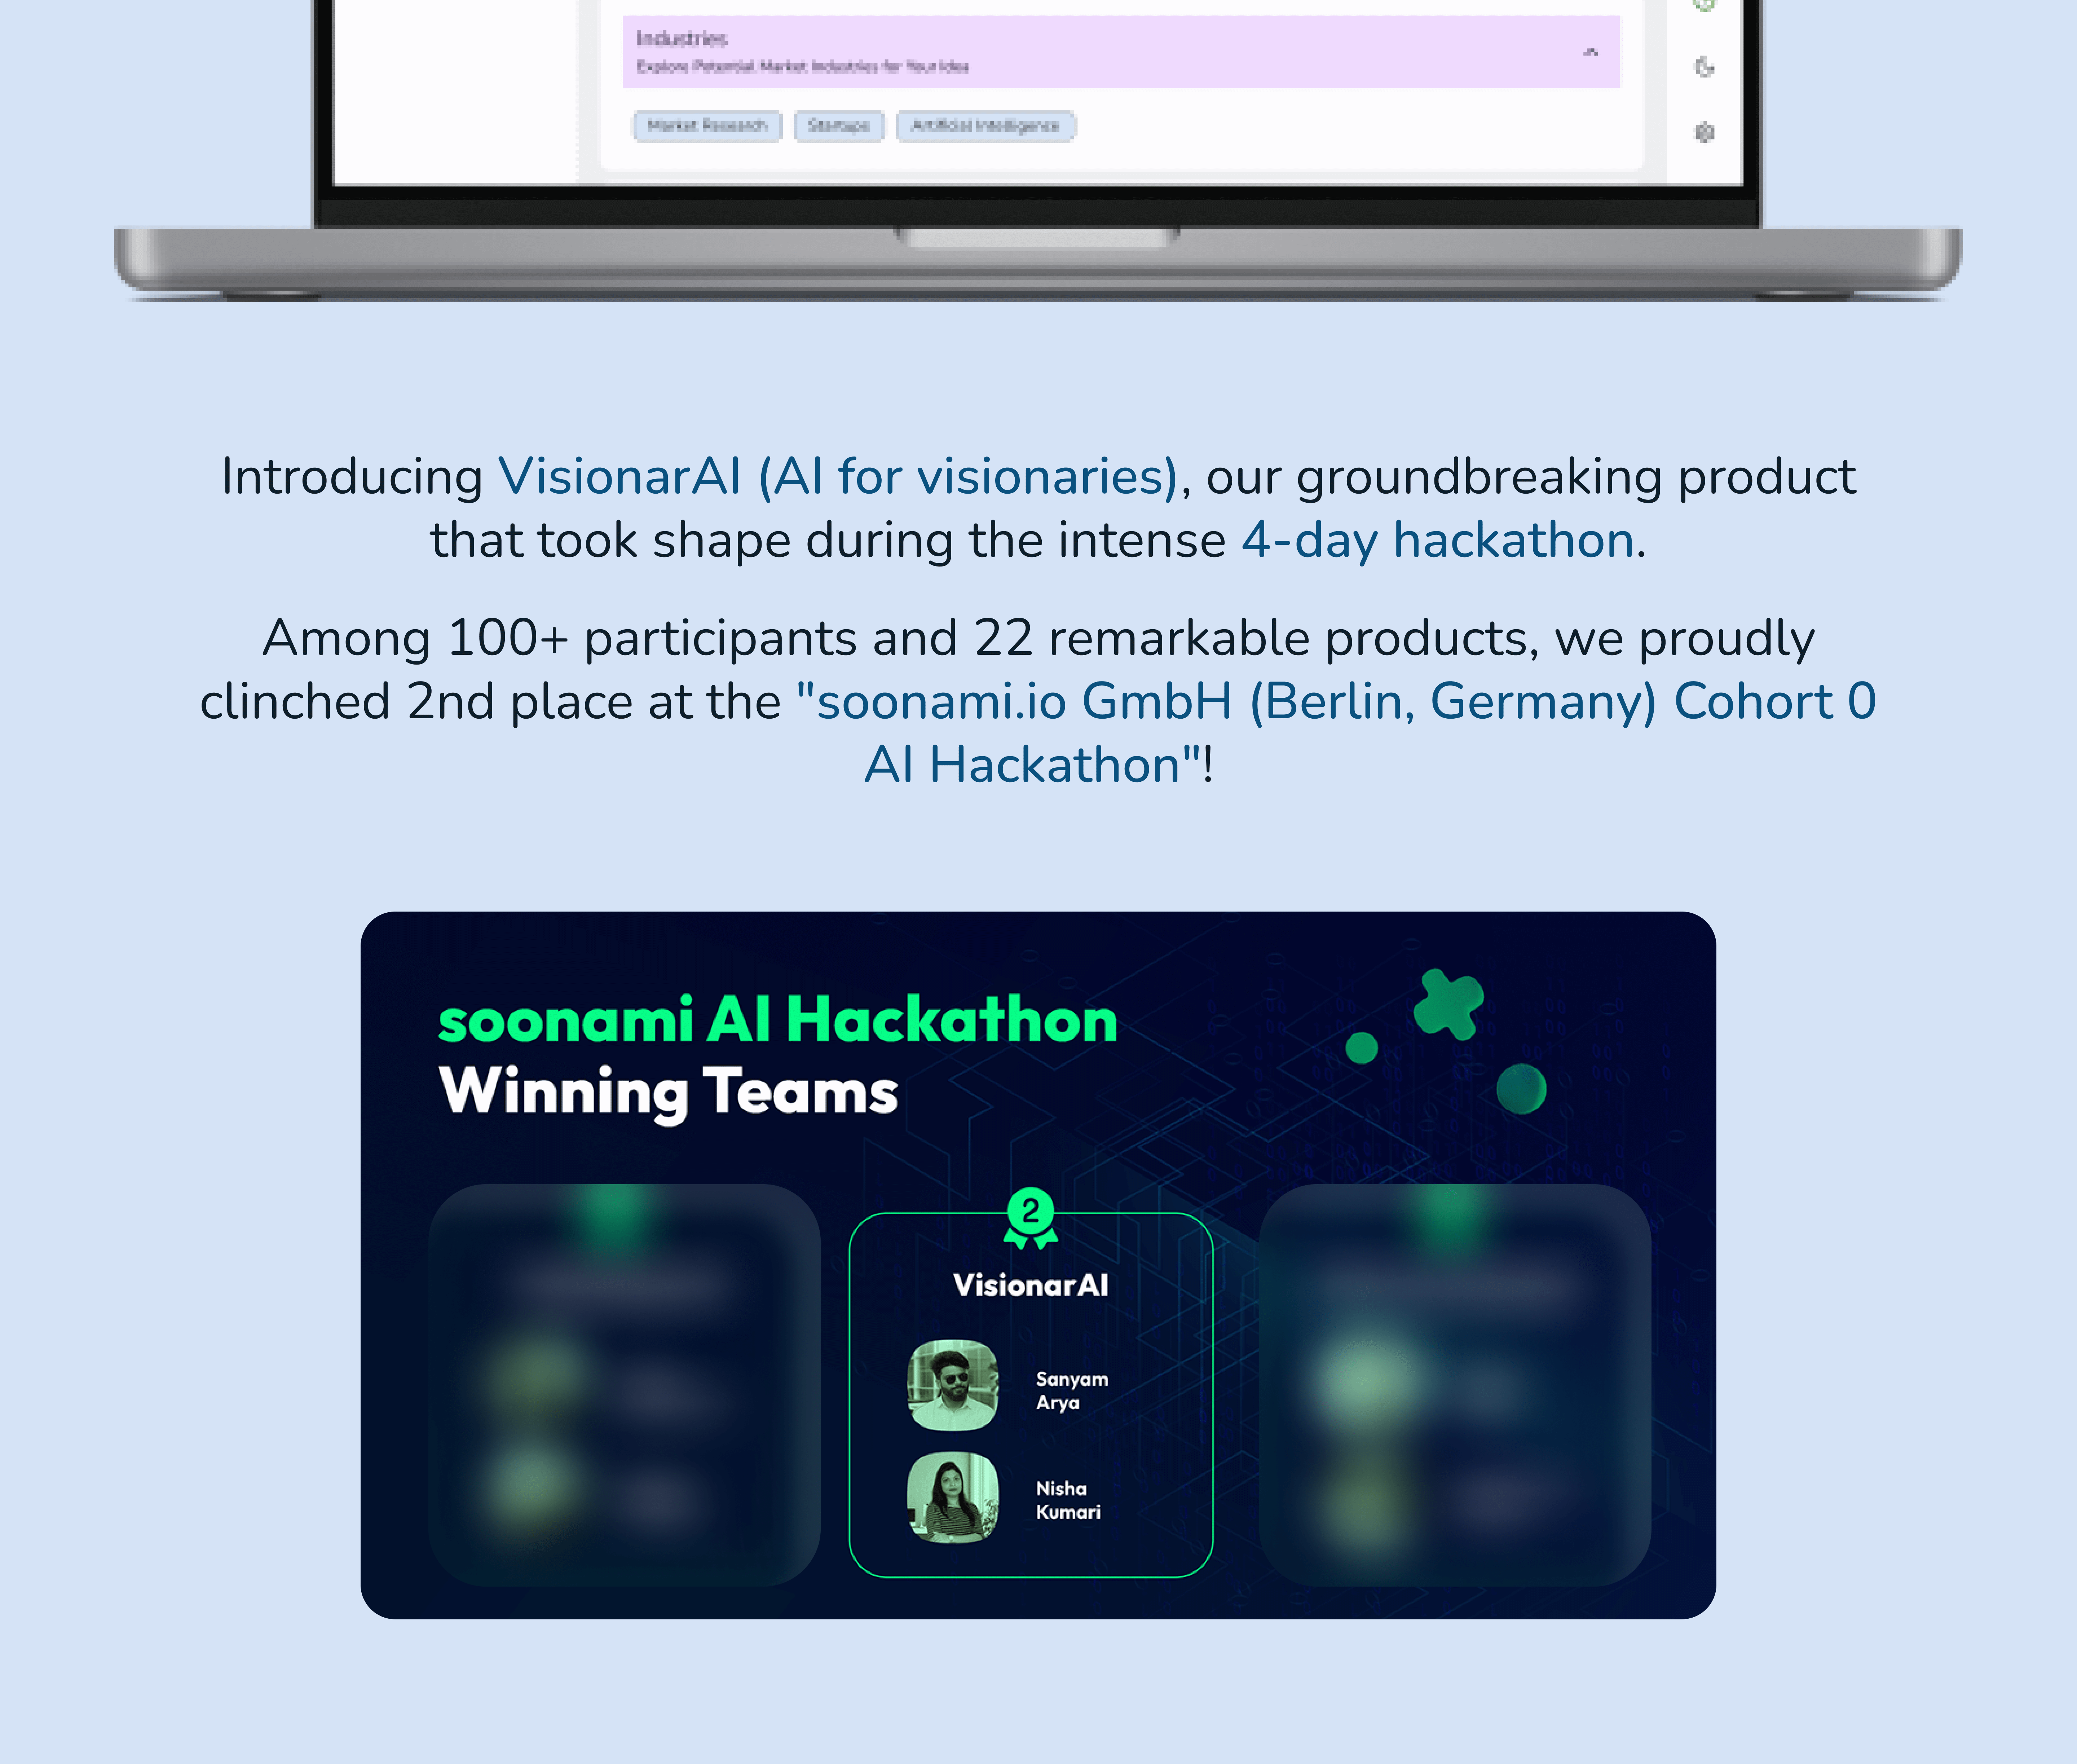 Industries
Explore Potential Market Industries for Your Idea
Market Research
Startups
Artificial Intelligence
Introducing VisionarAI (AI for visionaries), our groundbreaking product
that took shape during the intense 4-day hackathon.
Among 100+ participants and 22 remarkable products, we proudly
clinched 2nd place at the "soonami.io GmbH (Berlin, Germany) Cohort 0
AI Hackathon"!
soonami AI Hackathon
Winning Teams
2
VisionarAI
Sanyam
Arya
Nisha
Kumari